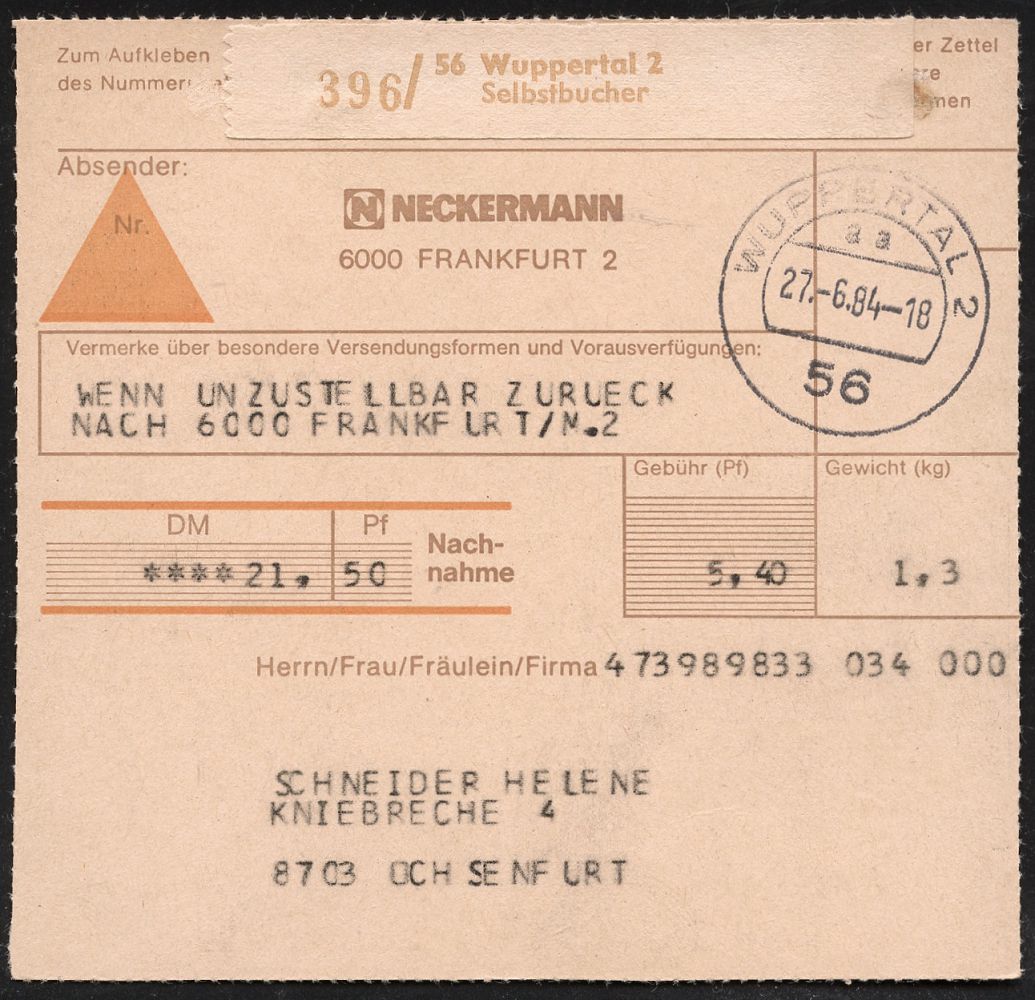 Zum Aufkleben
des Nummern
er Zettel
396/
56 Wuppertal 2
Selbstbucher
Absender:
Nr.
NECKERMANN
6000 FRANKFURT 2
WUPPERTAL 2
aa
27.-6.84-18
56
Vermerke über besondere Versendungsformen und Vorausverfügungen:
WENN UNZUSTELLBAR ZURUECK
NACH 6000 FRANKFURT/M.2
Gebühr (Pf)
Gewicht (kg)
DM
Pf
Nach-
nahme
****21, 50
5,40
1,3
Herrn/Frau/Fräulein/Firma 473989833 034 000
SCHNEIDER HELENE
KNIEBRECHE 4
8703 OCHSENFURT